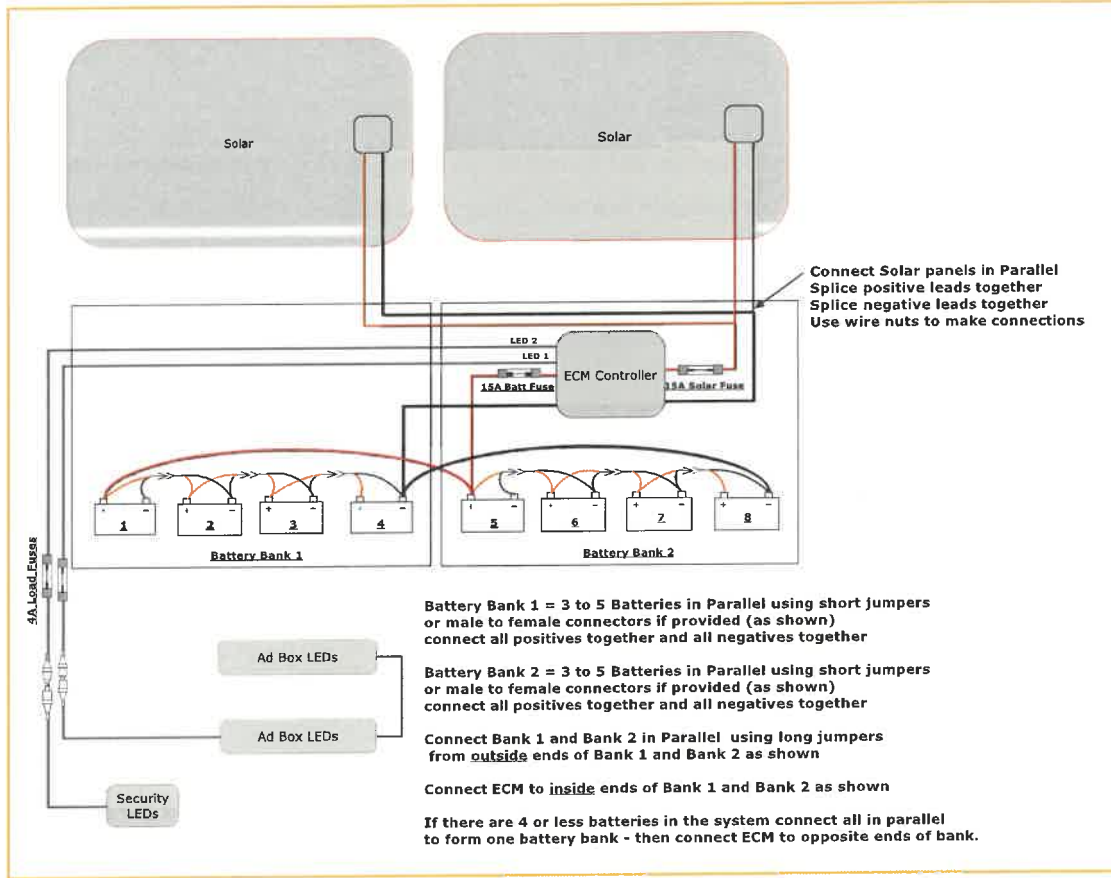 Solar
Solar
Connect Solar panels in Parallel
Splice positive leads together
Splice negative leads together
Use wire nuts to make connections
LED 2
LED 1
ECM Controller
15A Batt Fuse
15A Solar Fuse
+ − + − + − + −
1 2 3 4
Battery Bank 1
+ − + − + − + −
5 6 7 8
Battery Bank 2
4A Load Fuses
Ad Box LEDs
Ad Box LEDs
Security
LEDs
Battery Bank 1 = 3 to 5 Batteries in Parallel using short jumpers
or male to female connectors if provided (as shown)
connect all positives together and all negatives together
Battery Bank 2 = 3 to 5 Batteries in Parallel using short jumpers
or male to female connectors if provided (as shown)
connect all positives together and all negatives together
Connect Bank 1 and Bank 2 in Parallel using long jumpers
from outside ends of Bank 1 and Bank 2 as shown
Connect ECM to inside ends of Bank 1 and Bank 2 as shown
If there are 4 or less batteries in the system connect all in parallel
to form one battery bank - then connect ECM to opposite ends of bank.